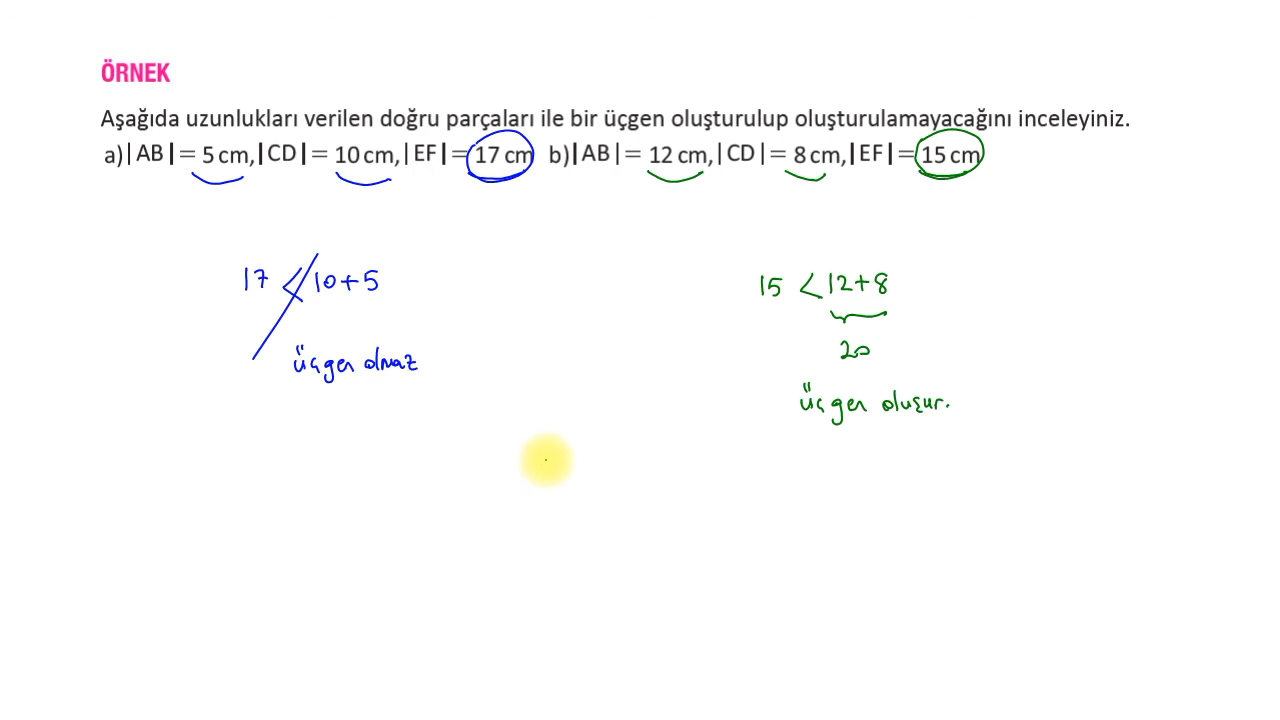 ÖRNEK
Aşağıda uzunlukları verilen doğru parçaları ile bir üçgen oluşturulup oluşturulamayacağını inceleyiniz.
a)|AB|= 5 cm,|CD|= 10 cm,|EF|= 17 cm b)|AB|= 12 cm,|CD|= 8 cm,|EF|= 15 cm
17 < 10+5
15 < 12+8
20
üçgen olmaz
üçgen oluşur.